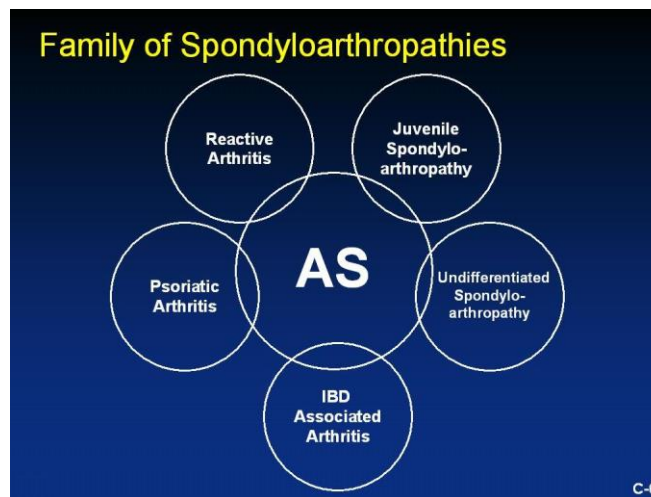 Family of Spondyloarthropathies
Reactive
Arthritis
Juvenile
Spondylo-
arthropathy
Psoriatic
Arthritis
AS
Undifferentiated
Spondylo-
arthropathy
IBD
Associated
Arthritis